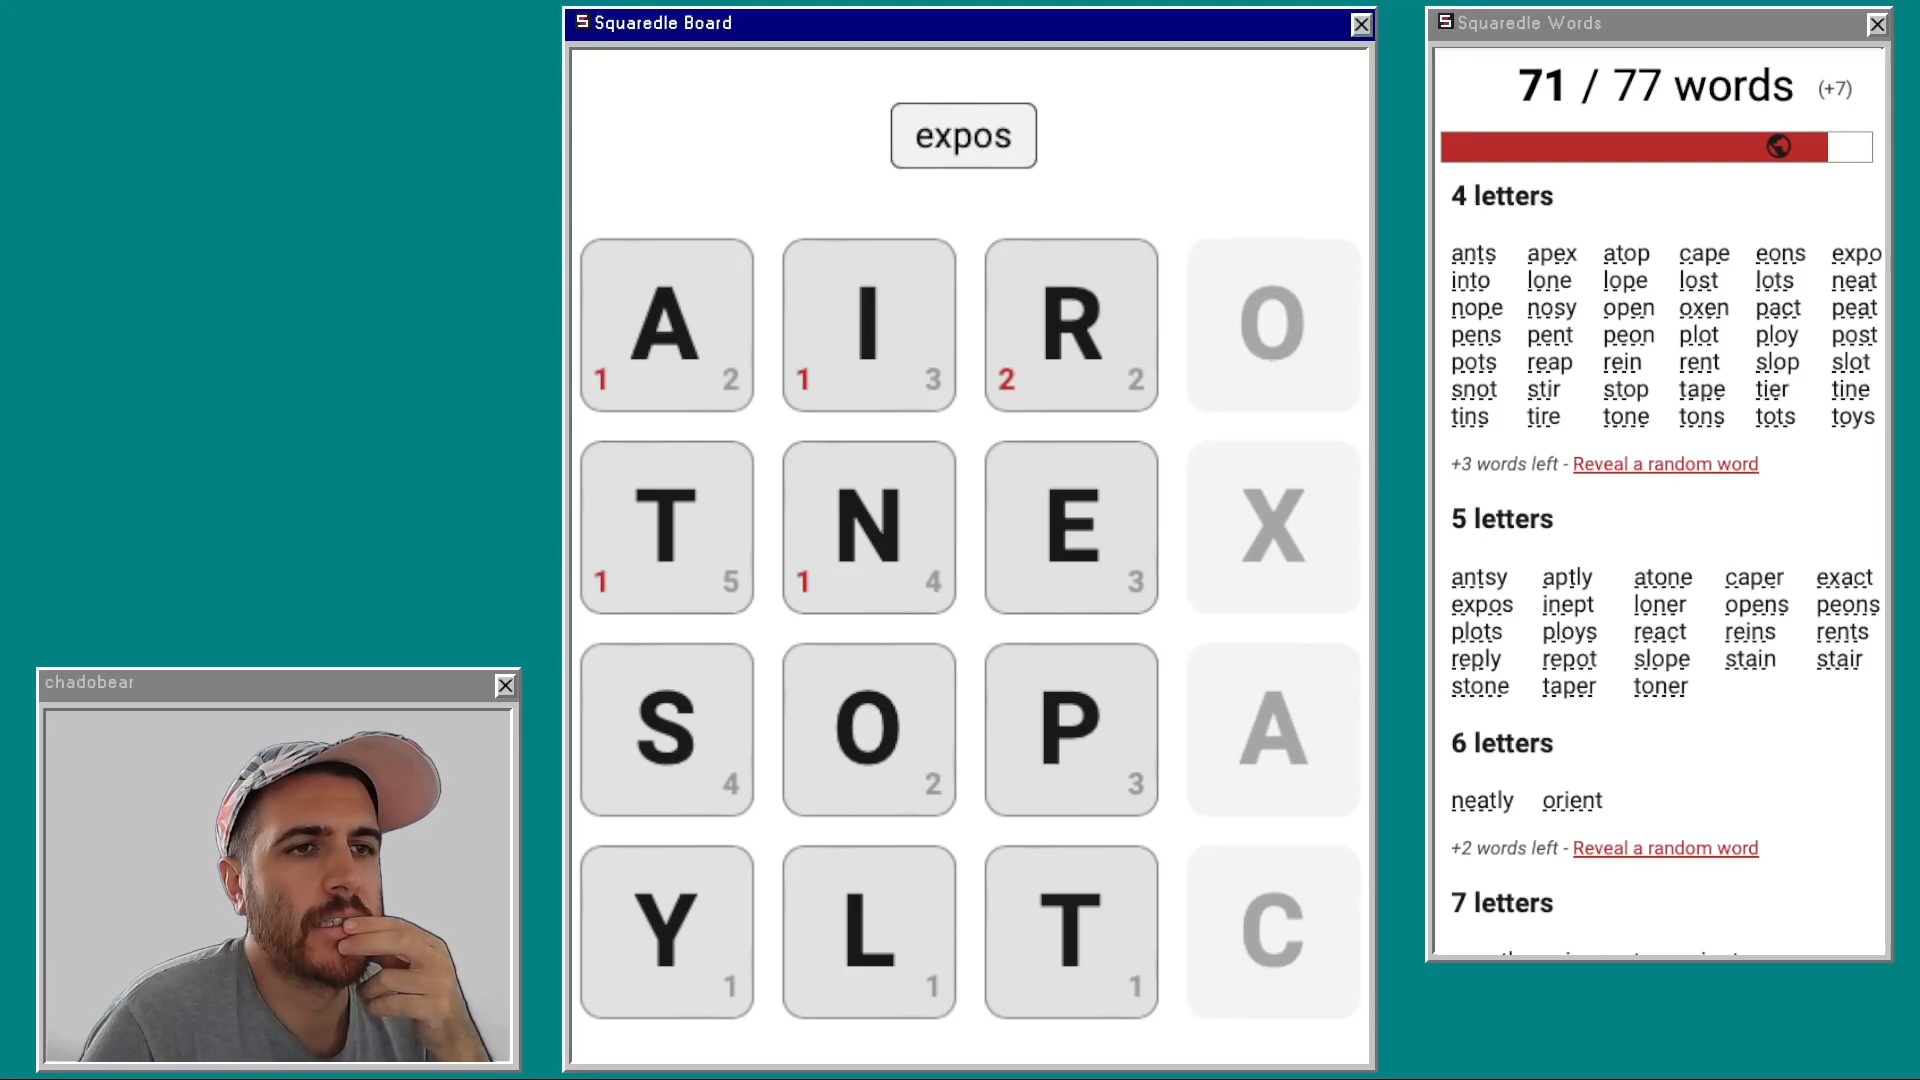 Squaredle Board
expos
A 1 2 I 1 3 R 2 2 O
T 1 5 N 1 4 E 3 X
S 4 O 2 P 3 A
Y 1 L 1 T 1 C
chadobear
Squaredle Words
71 / 77 words (+7)
4 letters
ants apex atop cape eons expo
into lone lope lost lots neat
nope nosy open oxen pact peat
pens pent peon plot ploy post
pots reap rein rent slop slot
snot stir stop tape tier tine
tins tire tone tons tots toys
+3 words left - Reveal a random word
5 letters
antsy aptly atone caper exact
expos inept loner opens peons
plots ploys react reins rents
reply repot slope stain stair
stone taper toner
6 letters
neatly orient
+2 words left - Reveal a random word
7 letters